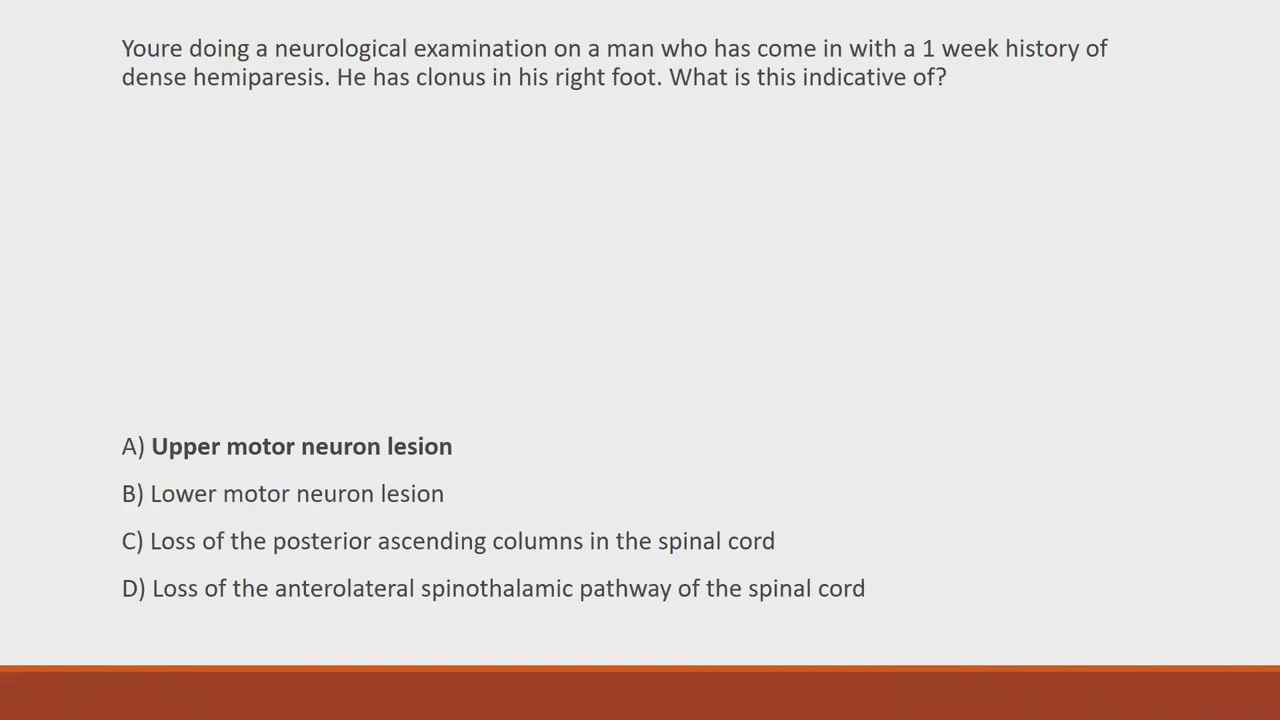 Youre doing a neurological examination on a man who has come in with a 1 week history of
dense hemiparesis. He has clonus in his right foot. What is this indicative of?
A) Upper motor neuron lesion
B) Lower motor neuron lesion
C) Loss of the posterior ascending columns in the spinal cord
D) Loss of the anterolateral spinothalamic pathway of the spinal cord